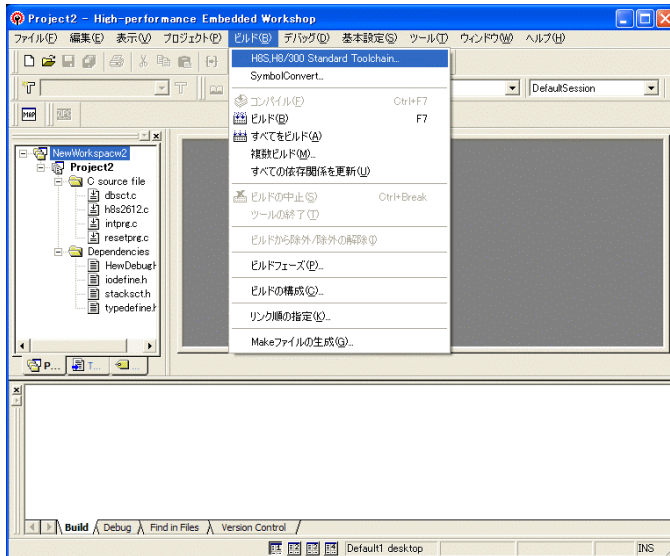 Project2 - High-performance Embedded Workshop
ファイル(F) 編集(E) 表示(V) プロジェクト(P) ビルド(B) デバッグ(D) 基本設定(S) ツール(T) ウィンドウ(W) ヘルプ(H)
H8S,H8/300 Standard Toolchain...
SymbolConvert...
DefaultSession
コンパイル(F) Ctrl+F7
ビルド(B) F7
すべてをビルド(A)
複数ビルド(M)...
すべての依存関係を更新(U)
ビルドの中止(S) Ctrl+Break
ツールの終了(T)
ビルドから除外/除外の解除(I)
ビルドフェーズ(P)...
ビルドの構成(C)...
リンク順の指定(K)...
Makeファイルの生成(G)...
MAP
NewWorkspacw2
Project2
C source file
dbsct.c
h8s2612.c
intprg.c
resetprg.c
Dependencies
HewDebugH
iodefine.h
stacksct.h
typedefine.h
P... T... ...
Build Debug Find in Files Version Control
Default1 desktop INS